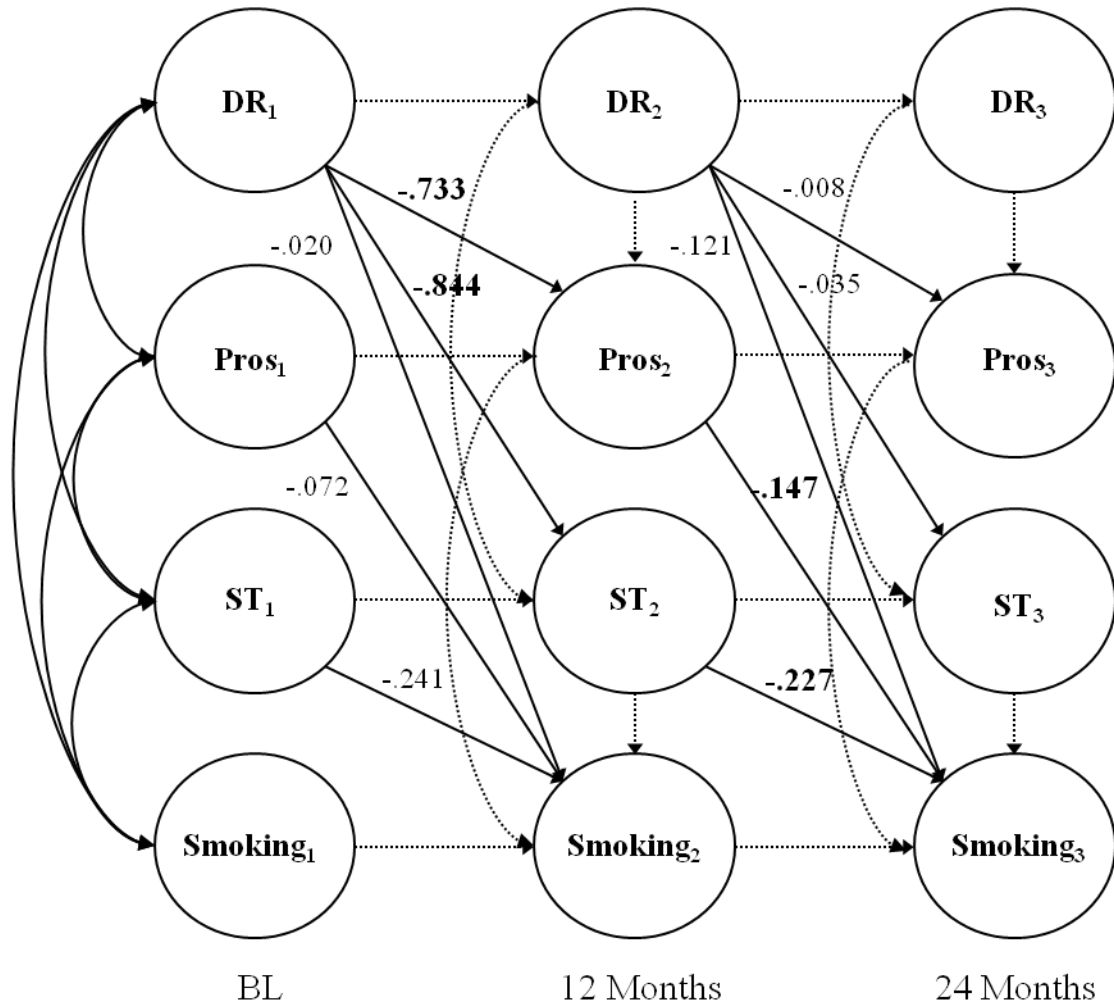 DR₁
DR₂
DR₃
-.733
-.008
-.020
-.121
-.844
-.035
Pros₁
Pros₂
Pros₃
-.072
-.147
ST₁
ST₂
ST₃
-.241
-.227
Smoking₁
Smoking₂
Smoking₃
BL
12 Months
24 Months